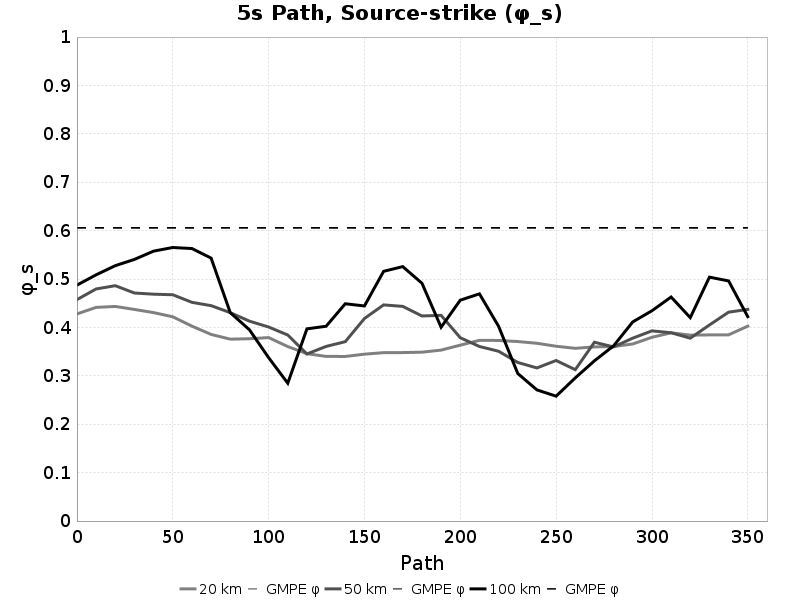 5s Path, Source-strike (φ_s)
1
0.9
0.8
0.7
0.6
0.5
0.4
0.3
0.2
0.1
0
φ_s
0 50 100 150 200 250 300 350
Path
20 km GMPE φ 50 km GMPE φ 100 km GMPE φ